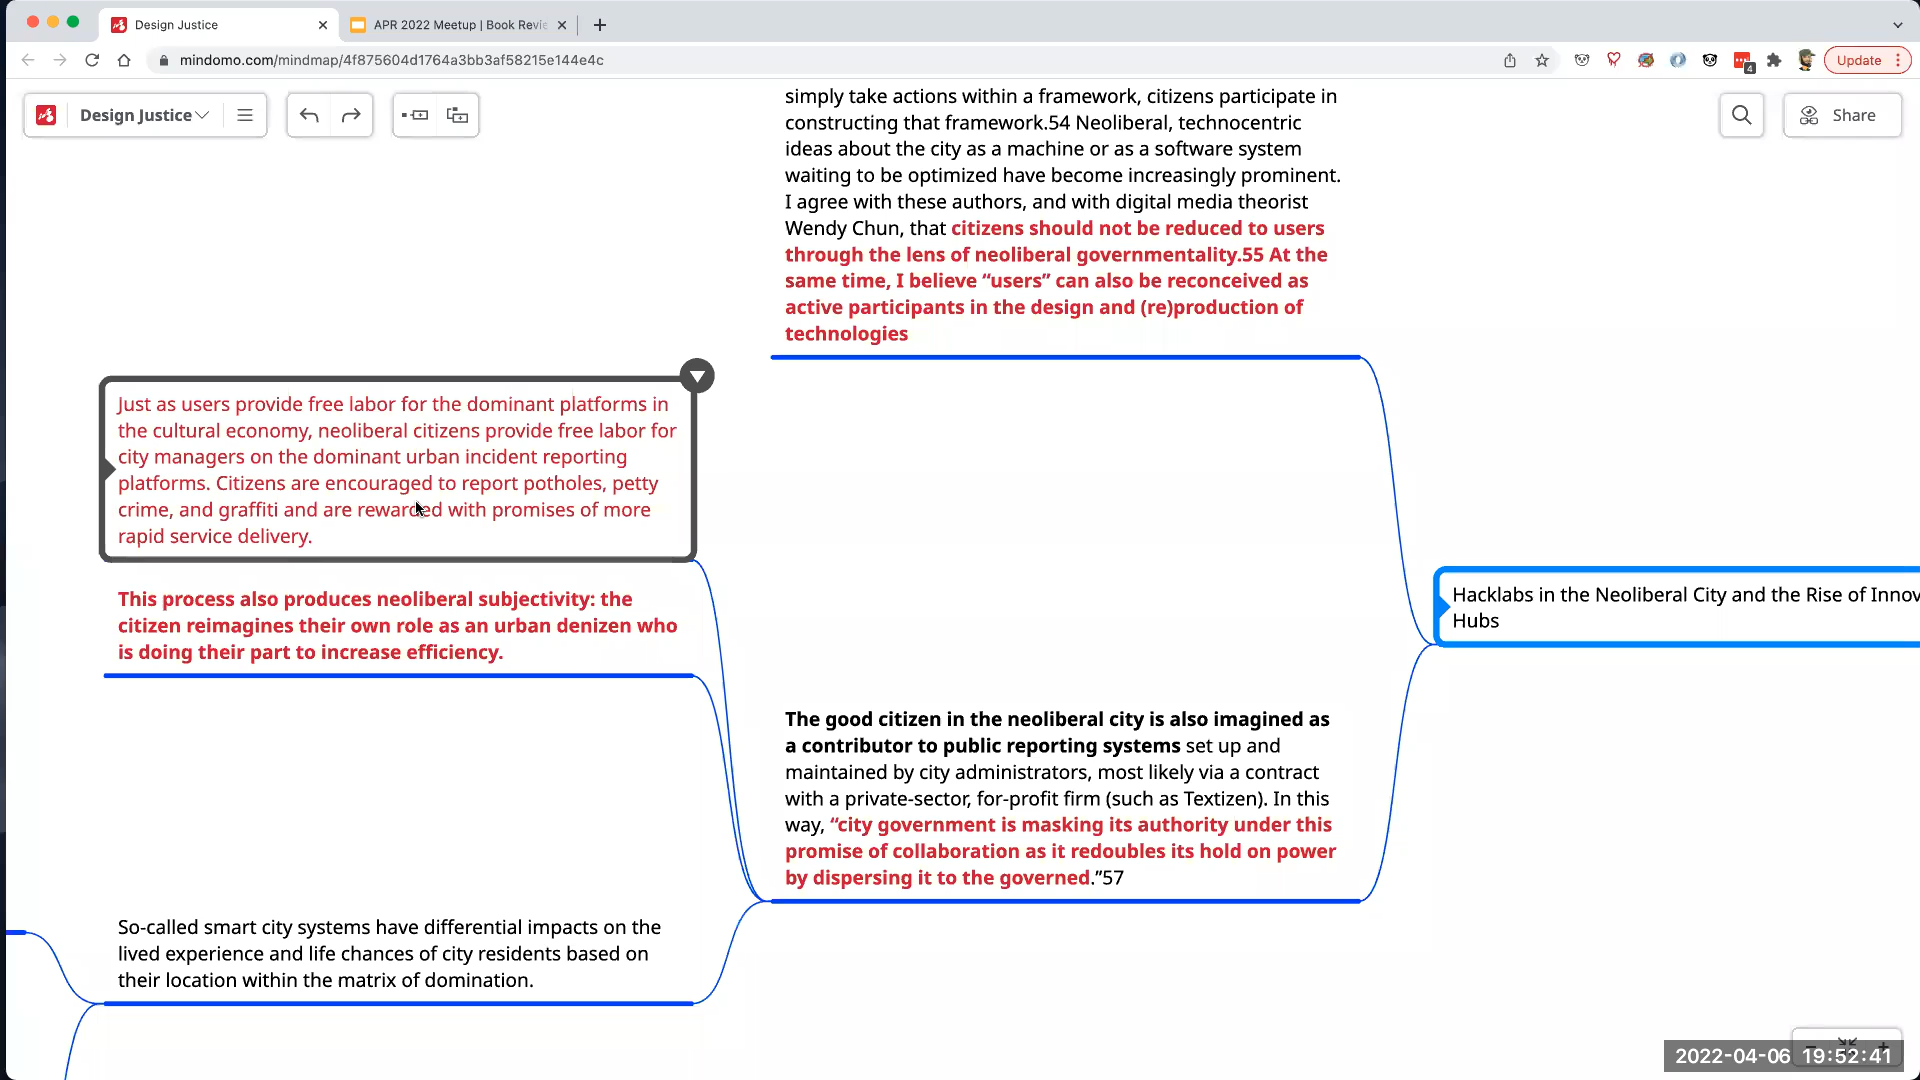 Design Justice
APR 2022 Meetup | Book Revie
mindomo.com/mindmap/4f875604d1764a3bb3af58215e144e4c
4
Update
Design Justice
Share
simply take actions within a framework, citizens participate in
constructing that framework.54 Neoliberal, technocentric
ideas about the city as a machine or as a software system
waiting to be optimized have become increasingly prominent.
I agree with these authors, and with digital media theorist
Wendy Chun, that citizens should not be reduced to users
through the lens of neoliberal governmentality.55 At the
same time, I believe “users” can also be reconceived as
active participants in the design and (re)production of
technologies
Just as users provide free labor for the dominant platforms in
the cultural economy, neoliberal citizens provide free labor for
city managers on the dominant urban incident reporting
platforms. Citizens are encouraged to report potholes, petty
crime, and graffiti and are rewarded with promises of more
rapid service delivery.
This process also produces neoliberal subjectivity: the
citizen reimagines their own role as an urban denizen who
is doing their part to increase efficiency.
Hacklabs in the Neoliberal City and the Rise of Innov
Hubs
The good citizen in the neoliberal city is also imagined as
a contributor to public reporting systems set up and
maintained by city administrators, most likely via a contract
with a private-sector, for-profit firm (such as Textizen). In this
way, “city government is masking its authority under this
promise of collaboration as it redoubles its hold on power
by dispersing it to the governed.”57
So-called smart city systems have differential impacts on the
lived experience and life chances of city residents based on
their location within the matrix of domination.
2022-04-06 19:52:41